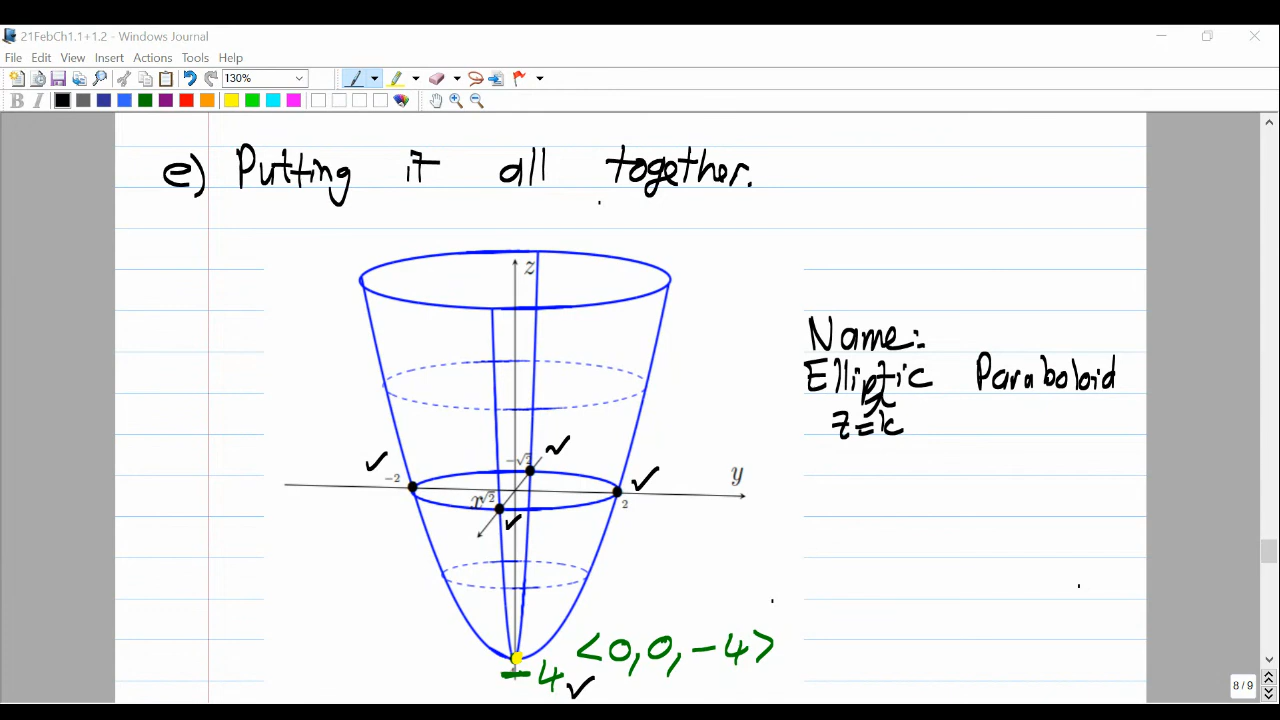 21FebCh1.1+1.2 - Windows Journal
File Edit View Insert Actions Tools Help
130%
B I
e) Putting it all together.
z
Name:
Elliptic Paraboloid
z=k
-√2
-2
y
x √2
2
<0,0,-4>
-4
8 / 9